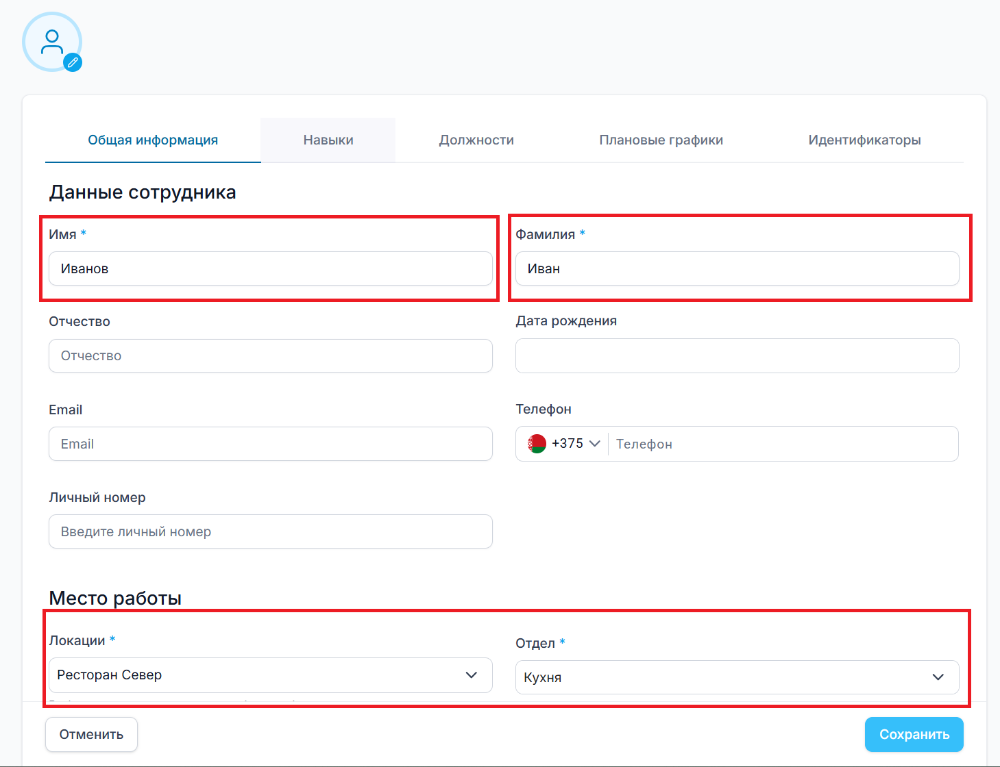 Общая информация
Навыки
Должности
Плановые графики
Идентификаторы
Данные сотрудника
Имя *
Фамилия *
Иванов
Иван
Отчество
Дата рождения
Отчество
Email
Телефон
Email
+375
Телефон
Личный номер
Введите личный номер
Место работы
Локации *
Отдел *
Ресторан Север
Кухня
Отменить
Сохранить